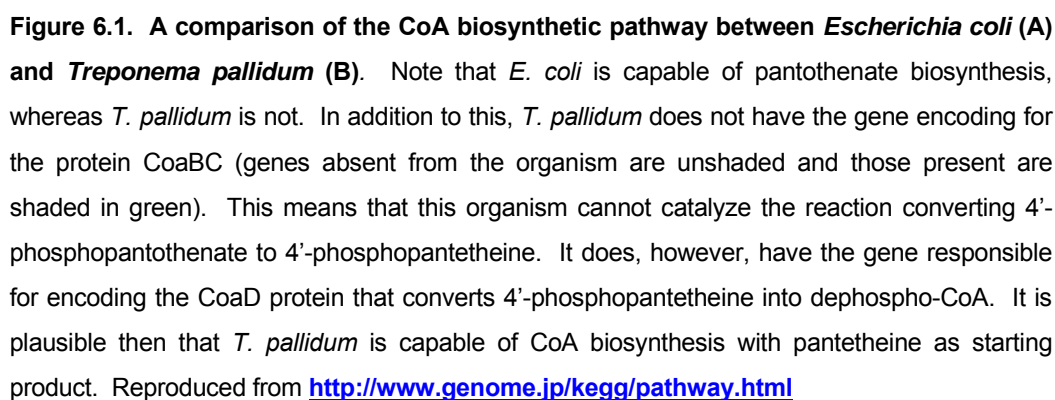 Figure 6.1. A comparison of the CoA biosynthetic pathway between Escherichia coli (A)
and Treponema pallidum (B). Note that E. coli is capable of pantothenate biosynthesis,
whereas T. pallidum is not. In addition to this, T. pallidum does not have the gene encoding for
the protein CoaBC (genes absent from the organism are unshaded and those present are
shaded in green). This means that this organism cannot catalyze the reaction converting 4’-
phosphopantothenate to 4’-phosphopantetheine. It does, however, have the gene responsible
for encoding the CoaD protein that converts 4’-phosphopantetheine into dephospho-CoA. It is
plausible then that T. pallidum is capable of CoA biosynthesis with pantetheine as starting
product. Reproduced from http://www.genome.jp/kegg/pathway.html